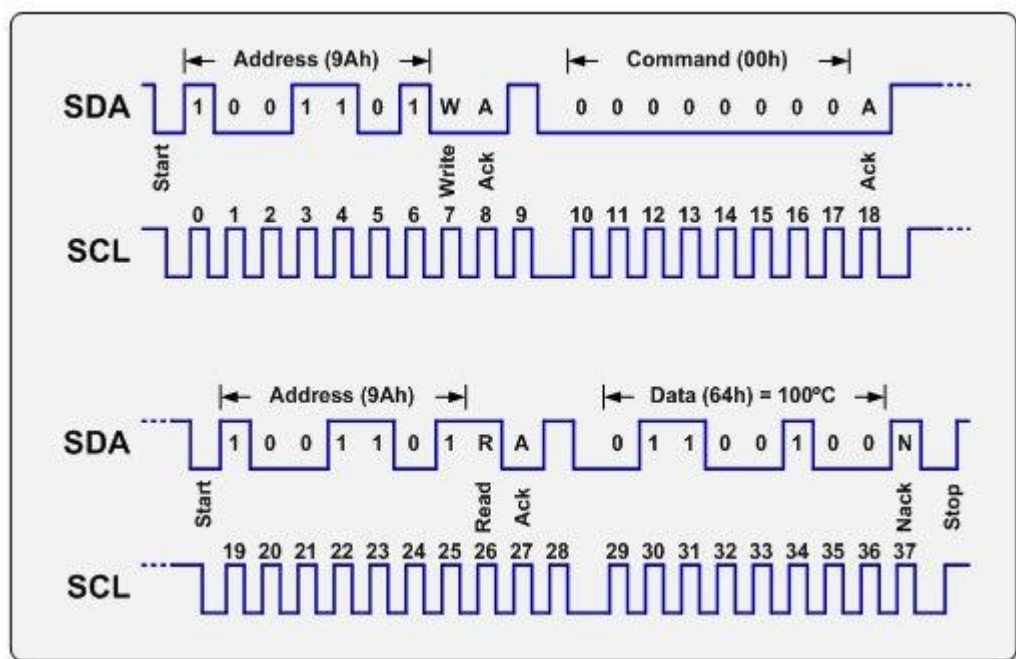 Address (9Ah) Command (00h)
SDA 1 0 0 1 1 0 1 W A 0 0 0 0 0 0 0 0 A
Start Write Ack Ack
0 1 2 3 4 5 6 7 8 9 10 11 12 13 14 15 16 17 18
SCL
Address (9Ah) Data (64h) = 100ºC
SDA 1 0 0 1 1 0 1 R A 0 1 1 0 0 1 0 0 N
Start Read Ack Nack Stop
19 20 21 22 23 24 25 26 27 28 29 30 31 32 33 34 35 36 37
SCL